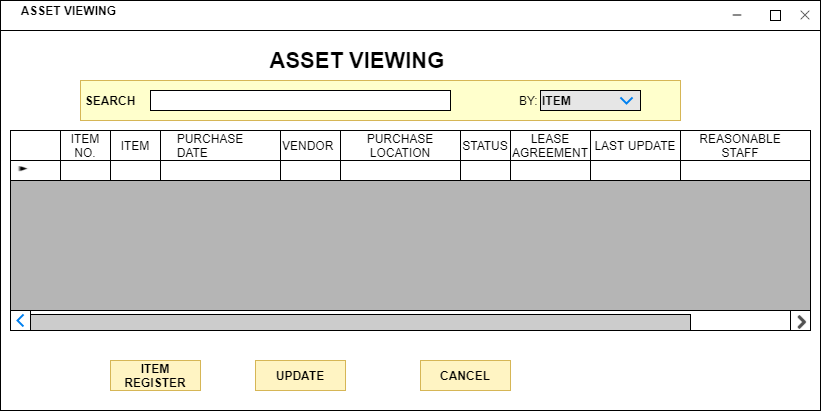 ASSET VIEWING
ASSET VIEWING
SEARCH BY: ITEM
ITEM NO. ITEM PURCHASE DATE VENDOR PURCHASE LOCATION STATUS LEASE AGREEMENT LAST UPDATE REASONABLE STAFF
ITEM REGISTER UPDATE CANCEL